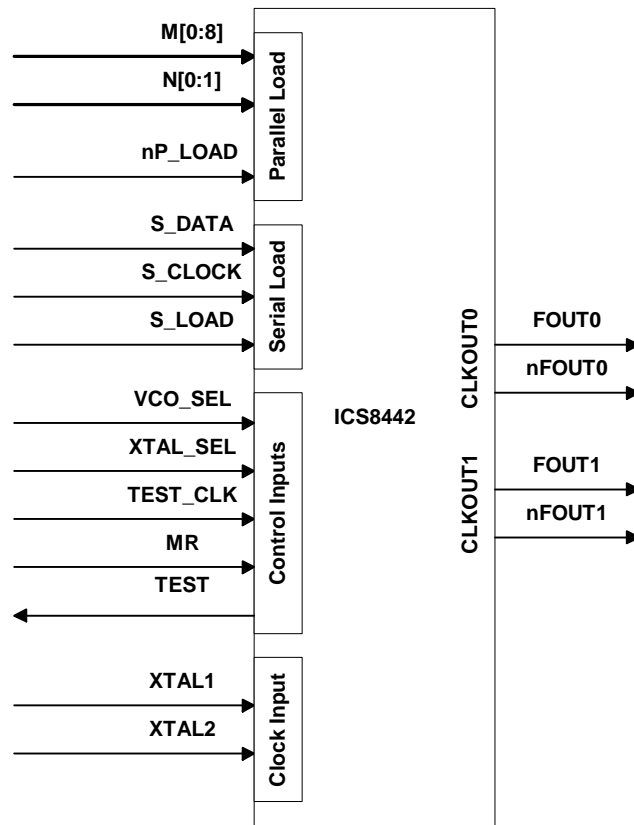 M[0:8]
N[0:1]
nP_LOAD
Parallel Load
S_DATA
S_CLOCK
S_LOAD
Serial Load
VCO_SEL
XTAL_SEL
TEST_CLK
MR
TEST
Control Inputs
XTAL1
XTAL2
Clock Input
ICS8442
CLKOUT0
FOUT0
nFOUT0
CLKOUT1
FOUT1
nFOUT1